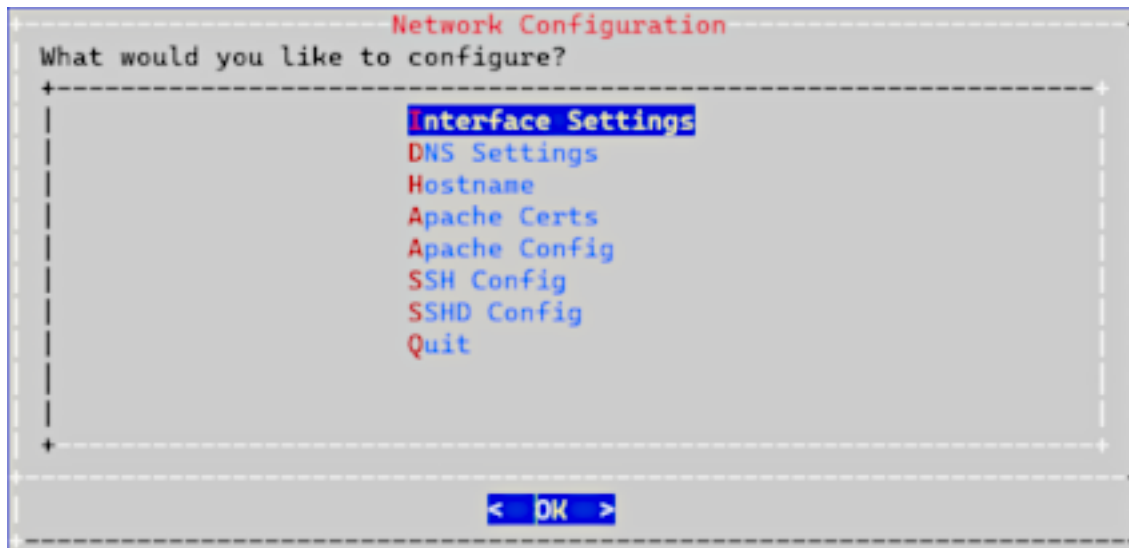 Network Configuration
What would you like to configure?
Interface Settings
DNS Settings
Hostname
Apache Certs
Apache Config
SSH Config
SSHD Config
Quit
< OK >